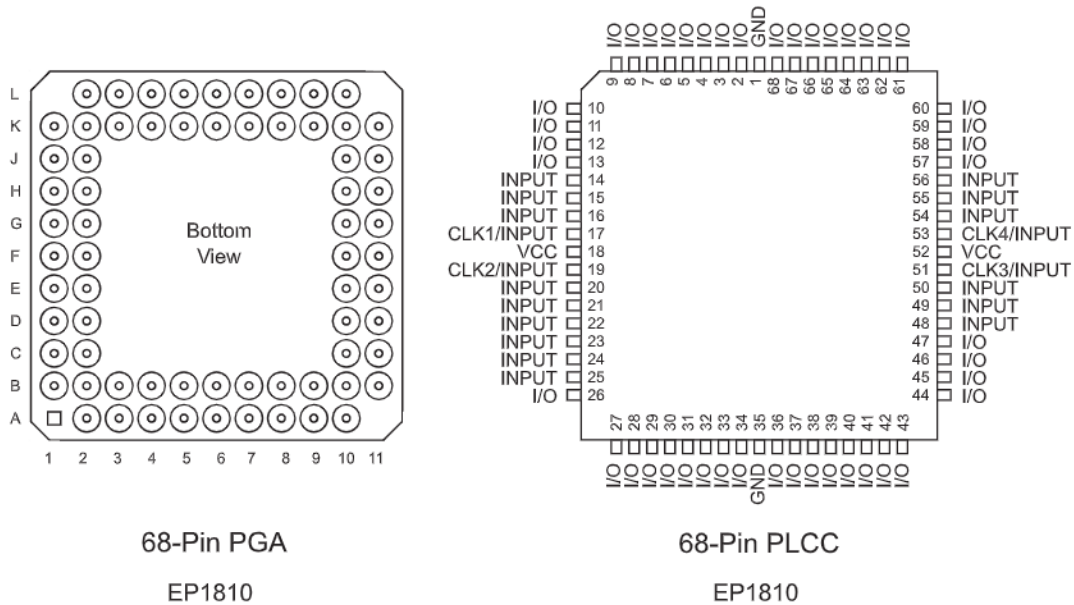 L
K
J
H
G
F
E
D
C
B
A
1 2 3 4 5 6 7 8 9 10 11
Bottom
View
68-Pin PGA
EP1810
I/O I/O I/O I/O I/O I/O I/O I/O GND I/O I/O I/O I/O I/O I/O I/O I/O
9 8 7 6 5 4 3 2 1 68 67 66 65 64 63 62 61
I/O 10 60 I/O
I/O 11 59 I/O
I/O 12 58 I/O
I/O 13 57 I/O
INPUT 14 56 INPUT
INPUT 15 55 INPUT
INPUT 16 54 INPUT
CLK1/INPUT 17 53 CLK4/INPUT
VCC 18 52 VCC
CLK2/INPUT 19 51 CLK3/INPUT
INPUT 20 50 INPUT
INPUT 21 49 INPUT
INPUT 22 48 INPUT
INPUT 23 47 I/O
INPUT 24 46 I/O
INPUT 25 45 I/O
I/O 26 44 I/O
27 28 29 30 31 32 33 34 35 36 37 38 39 40 41 42 43
I/O I/O I/O I/O I/O I/O I/O I/O GND I/O I/O I/O I/O I/O I/O I/O I/O
68-Pin PLCC
EP1810